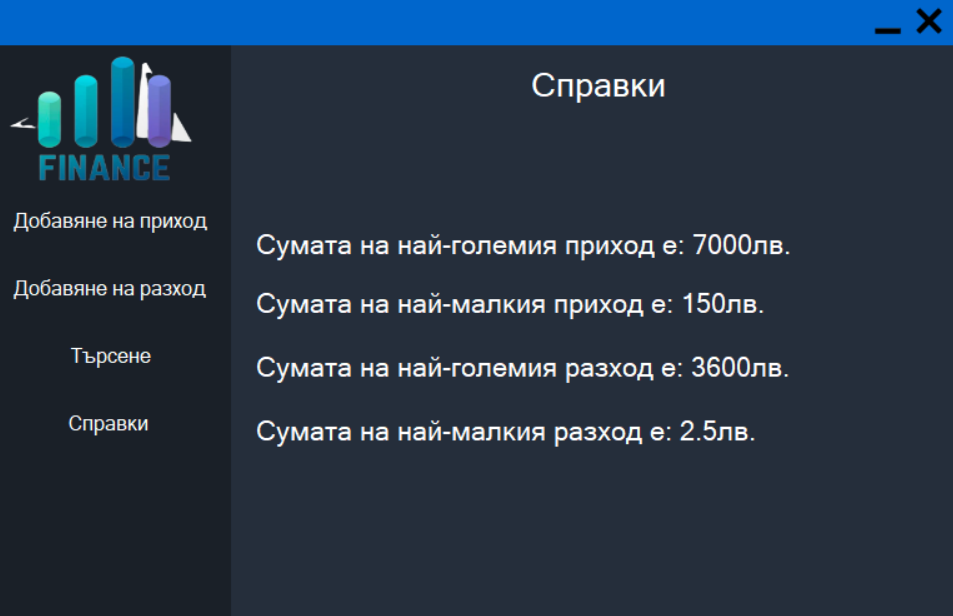 FINANCE
Добавяне на приход
Добавяне на разход
Търсене
Справки
Справки
Сумата на най-големия приход е: 7000лв.
Сумата на най-малкия приход е: 150лв.
Сумата на най-големия разход е: 3600лв.
Сумата на най-малкия разход е: 2.5лв.